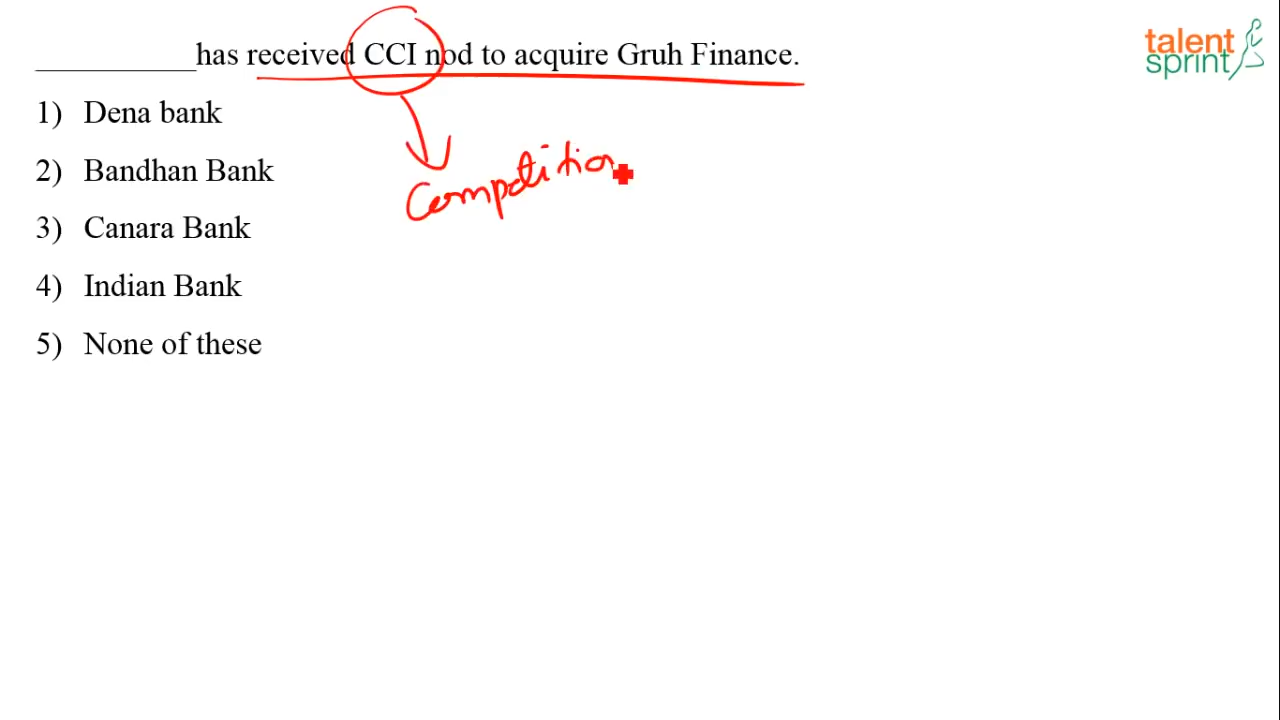 __________has received CCI nod to acquire Gruh Finance.
talent
sprint
1) Dena bank
2) Bandhan Bank
3) Canara Bank
4) Indian Bank
5) None of these
Competitio